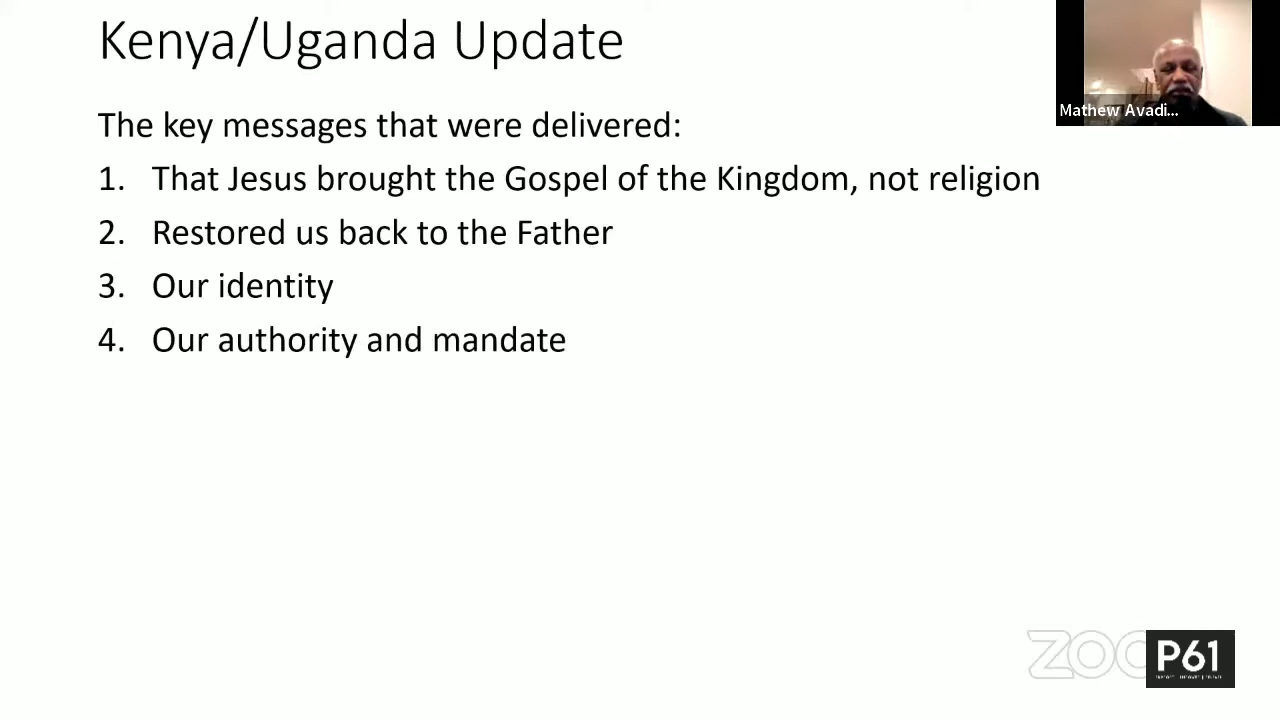 Kenya/Uganda Update
Mathew Avadi...
The key messages that were delivered:
1. That Jesus brought the Gospel of the Kingdom, not religion
2. Restored us back to the Father
3. Our identity
4. Our authority and mandate
P61